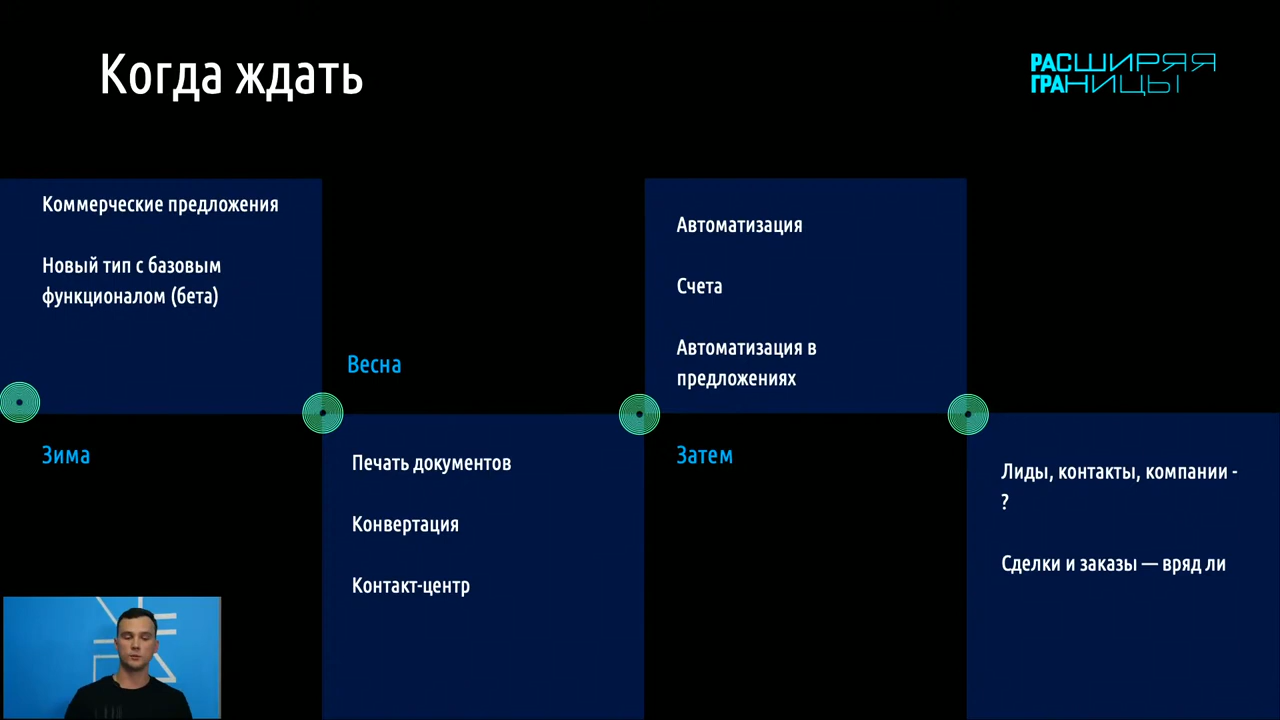 Когда ждать
РАСШИРЯЯ
ГРАНИЦЫ
Коммерческие предложения
Новый тип с базовым
функционалом (бета)
Зима
Весна
Печать документов
Конвертация
Контакт-центр
Автоматизация
Счета
Автоматизация в
предложениях
Затем
Лиды, контакты, компании -
?
Сделки и заказы — вряд ли